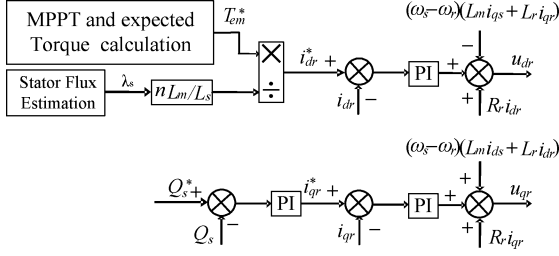 MPPT and expected
Torque calculation
T*em
(ωs−ωr)(Lmiqs+Lriqr)
−
×
÷
i*dr +
idr −
PI
+
+
udr
Rridr
Stator Flux
Estimation
λs
nLm/Ls
(ωs−ωr)(Lmids+Lridr)
+
Qs*+
Qs −
PI
i*qr +
iqr −
PI
+
+
uqr
Rriqr